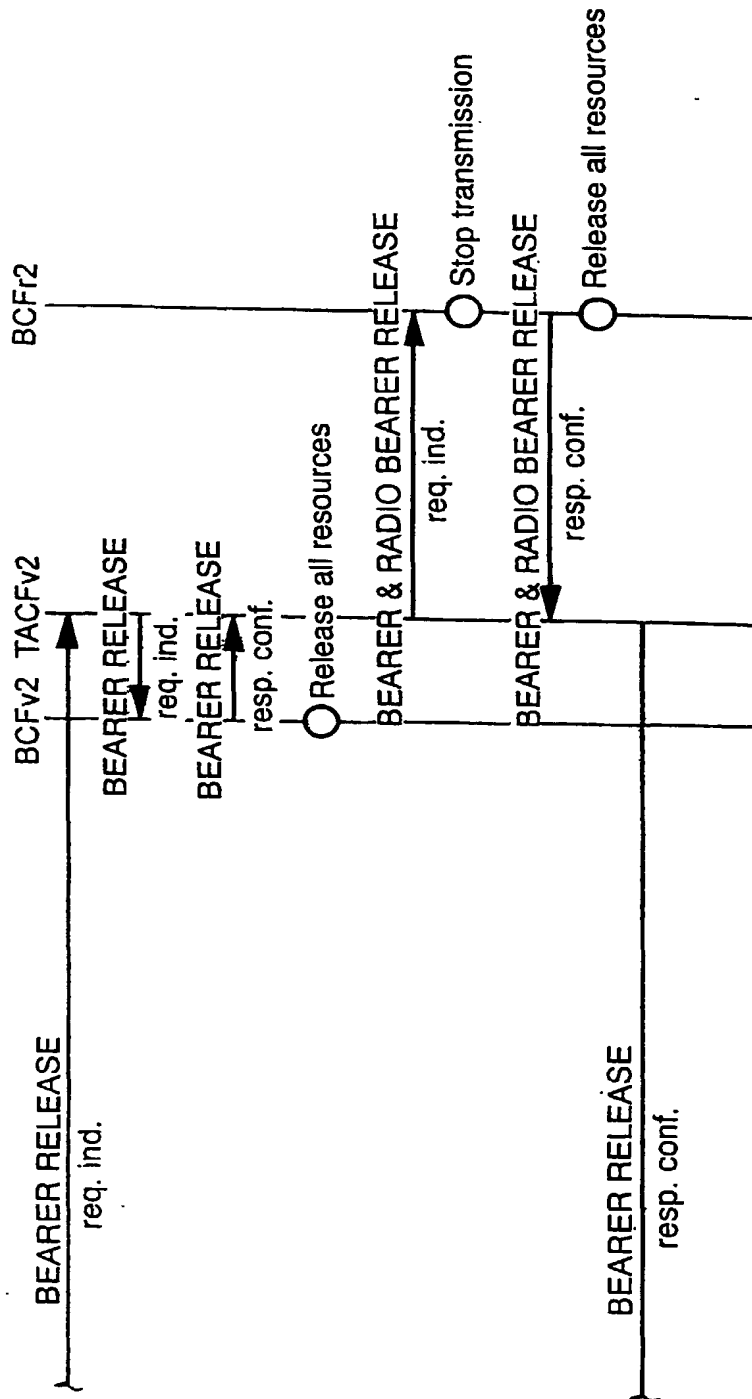 BCFv2 TACFv2
BCFr2
BEARER RELEASE
req. ind.
BEARER RELEASE
req. ind.
BEARER RELEASE
resp. conf.
Release all resources
BEARER & RADIO BEARER RELEASE
req. ind.
Stop transmission
BEARER & RADIO BEARER RELEASE
resp. conf.
Release all resources
BEARER RELEASE
resp. conf.